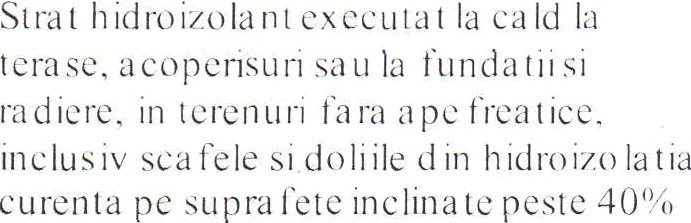 Strat hidroizolant executat la cald la
terase, acoperisuri sau la fundatii si
radiere, in terenuri fara ape freatice,
inclusiv scafele si doliile din hidroizolatia
curenta pe suprafete inclinate peste 40%